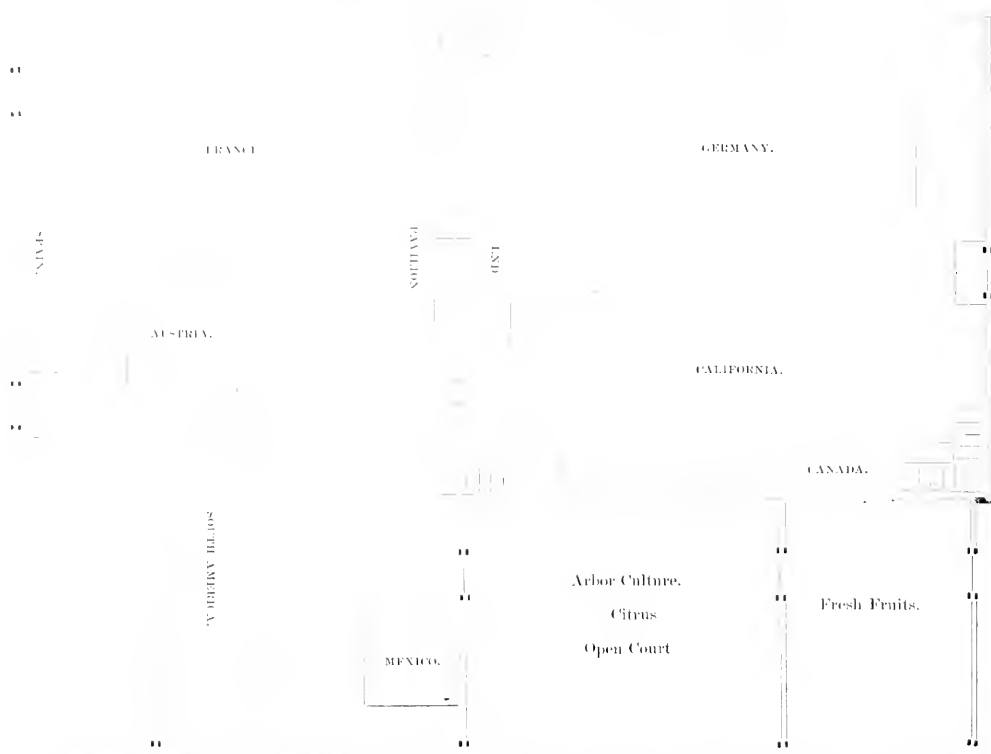 FRANCE
GERMANY.
SPAIN.
PAVILION
END
AUSTRIA.
CALIFORNIA.
CANADA.
SOUTH AMERICA.
Arbor Culture.
Citrus
Open Court
Fresh Fruits.
MEXICO.